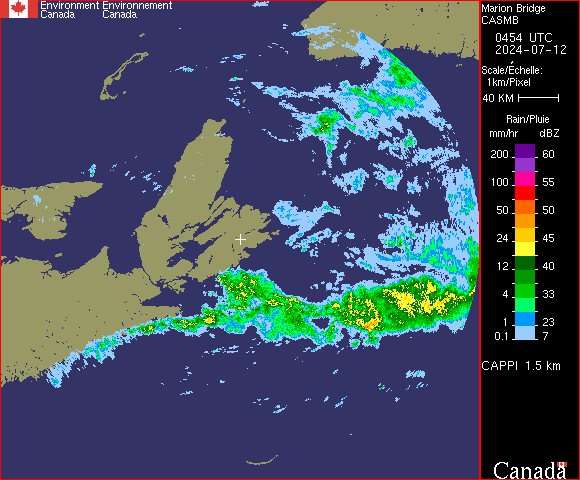 Environment Environnement
Canada Canada
Marion Bridge
CASMB
0454 UTC
2024-07-12
Scale/Échelle:
1km/Pixel
40 KM
Rain/Pluie
mm/hr dBZ
200 60
100 55
50 50
24 45
12 40
4 33
1 23
0.1 7
CAPPI 1.5 km
Canada